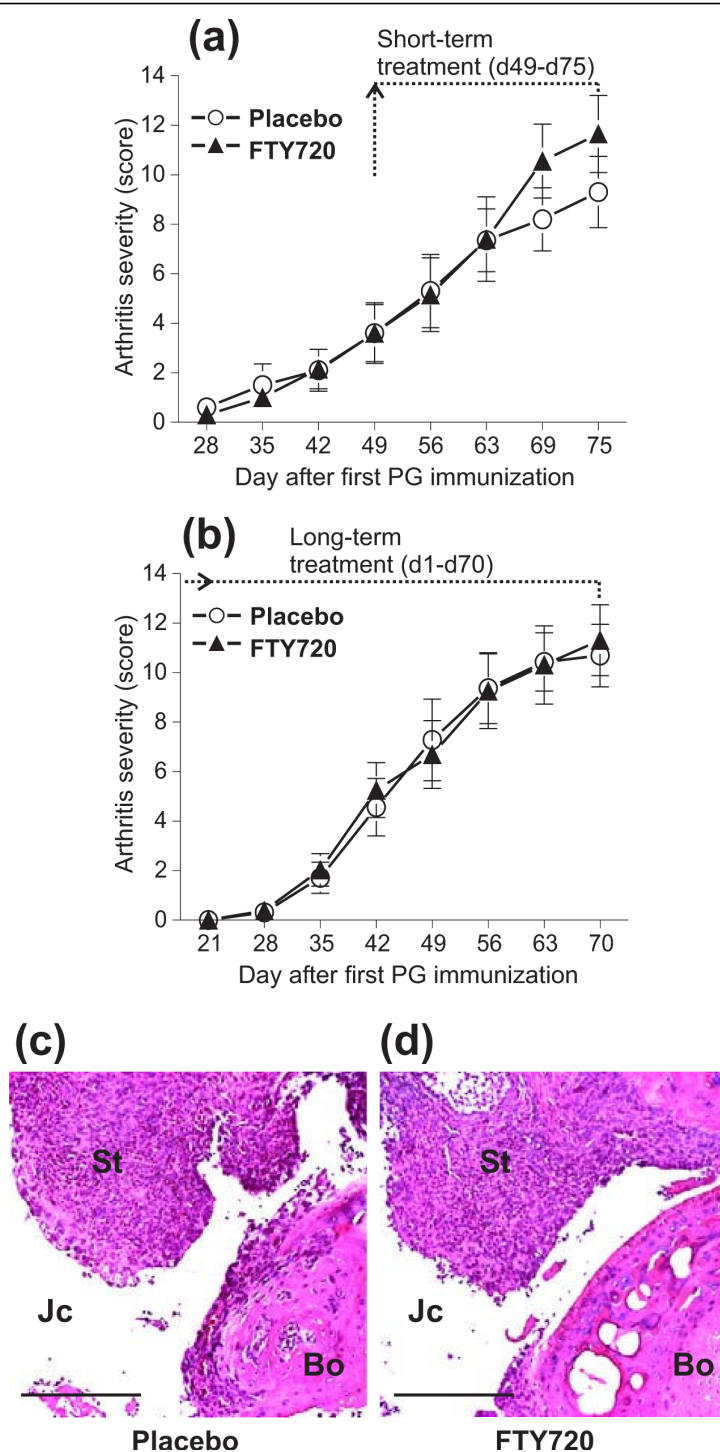 (a)
Short-term
treatment (d49-d75)
Placebo
FTY720
Arthritis severity (score)
14
12
10
8
6
4
2
0
28 35 42 49 56 63 69 75
Day after first PG immunization
(b)
Long-term
treatment (d1-d70)
Placebo
FTY720
Arthritis severity (score)
14
12
10
8
6
4
2
0
21 28 35 42 49 56 63 70
Day after first PG immunization
(c) (d)
St St
Jc Jc
Bo Bo
Placebo FTY720